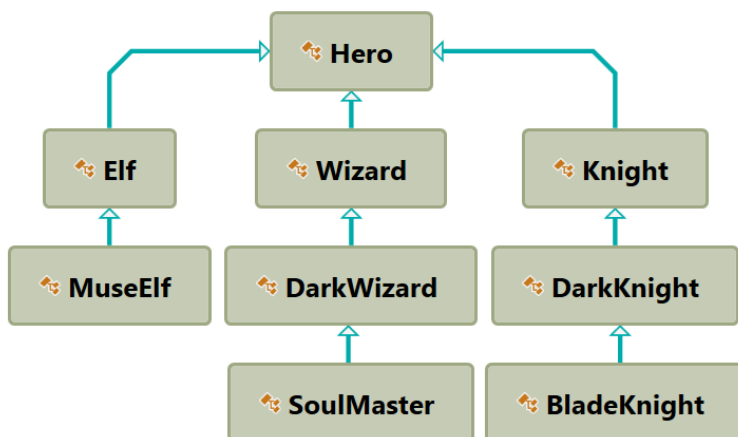 Hero
Elf
Wizard
Knight
MuseElf
DarkWizard
DarkKnight
SoulMaster
BladeKnight